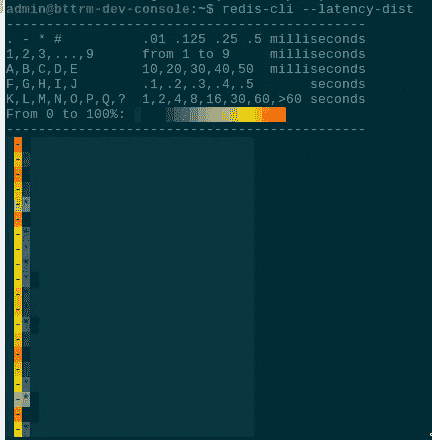 admin@bttrm-dev-console:~$ redis-cli --latency-dist
---------------------------------------------
. - * #          .01 .125 .25 .5 milliseconds
1,2,3,...,9      from 1 to 9     milliseconds
A,B,C,D,E        10,20,30,40,50  milliseconds
F,G,H,I,J        .1,.2,.3,.4,.5       seconds
K,L,M,N,O,P,Q,?  1,2,4,8,16,30,60,>60 seconds
From 0 to 100%:
---------------------------------------------